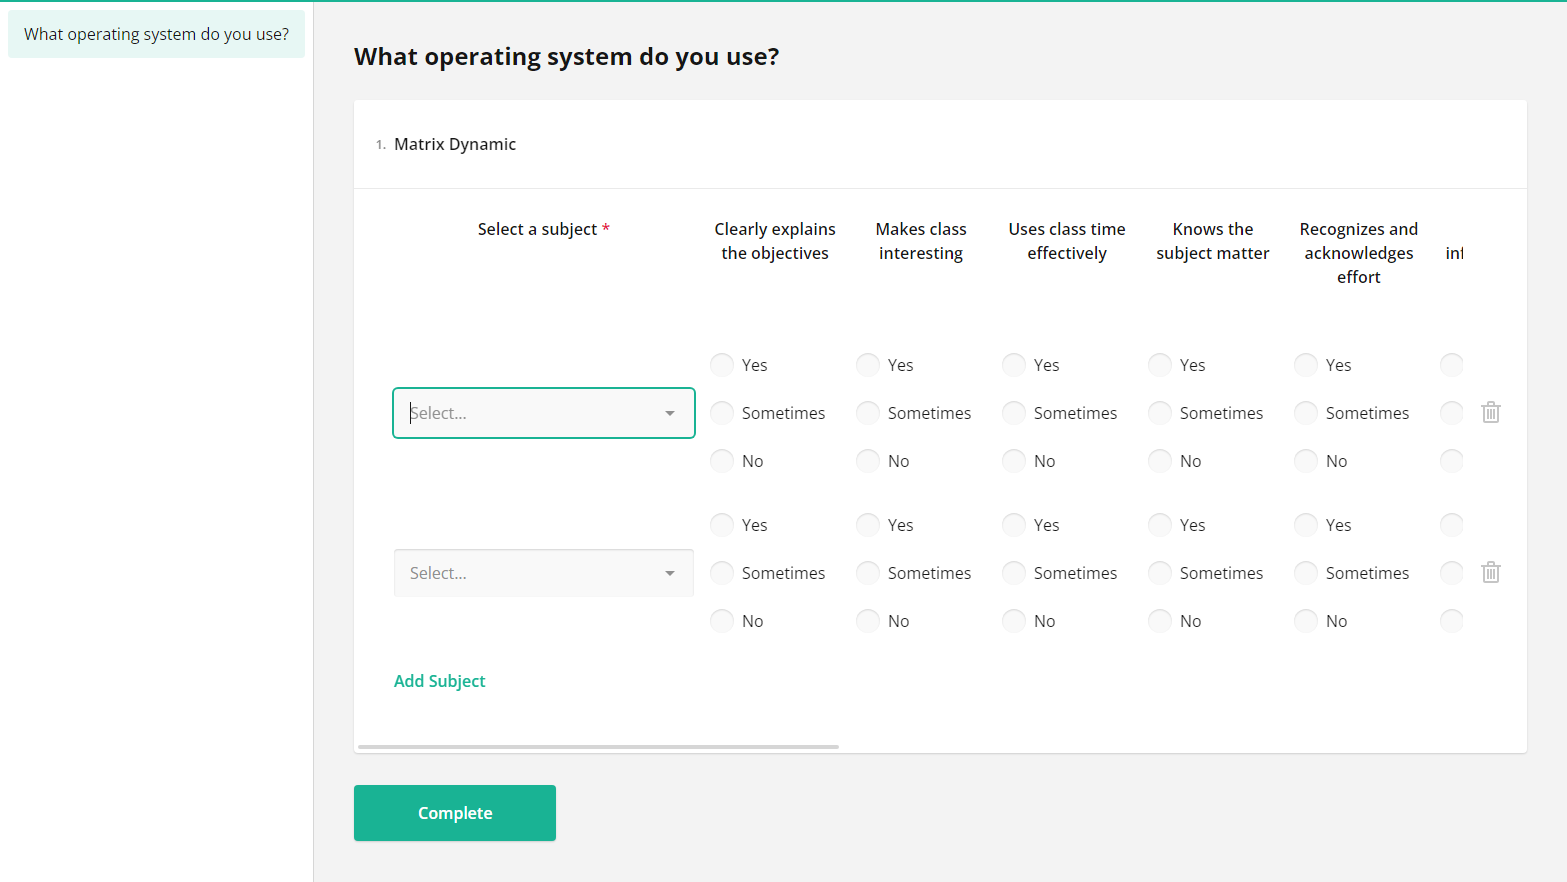 What operating system do you use?
What operating system do you use?
1. Matrix Dynamic
Select a subject *
Clearly explains
the objectives
Makes class
interesting
Uses class time
effectively
Knows the
subject matter
Recognizes and
acknowledges
effort
Yes Yes Yes Yes Yes
Select... Sometimes Sometimes Sometimes Sometimes Sometimes
No No No No No
Yes Yes Yes Yes Yes
Select... Sometimes Sometimes Sometimes Sometimes Sometimes
No No No No No
Add Subject
Complete